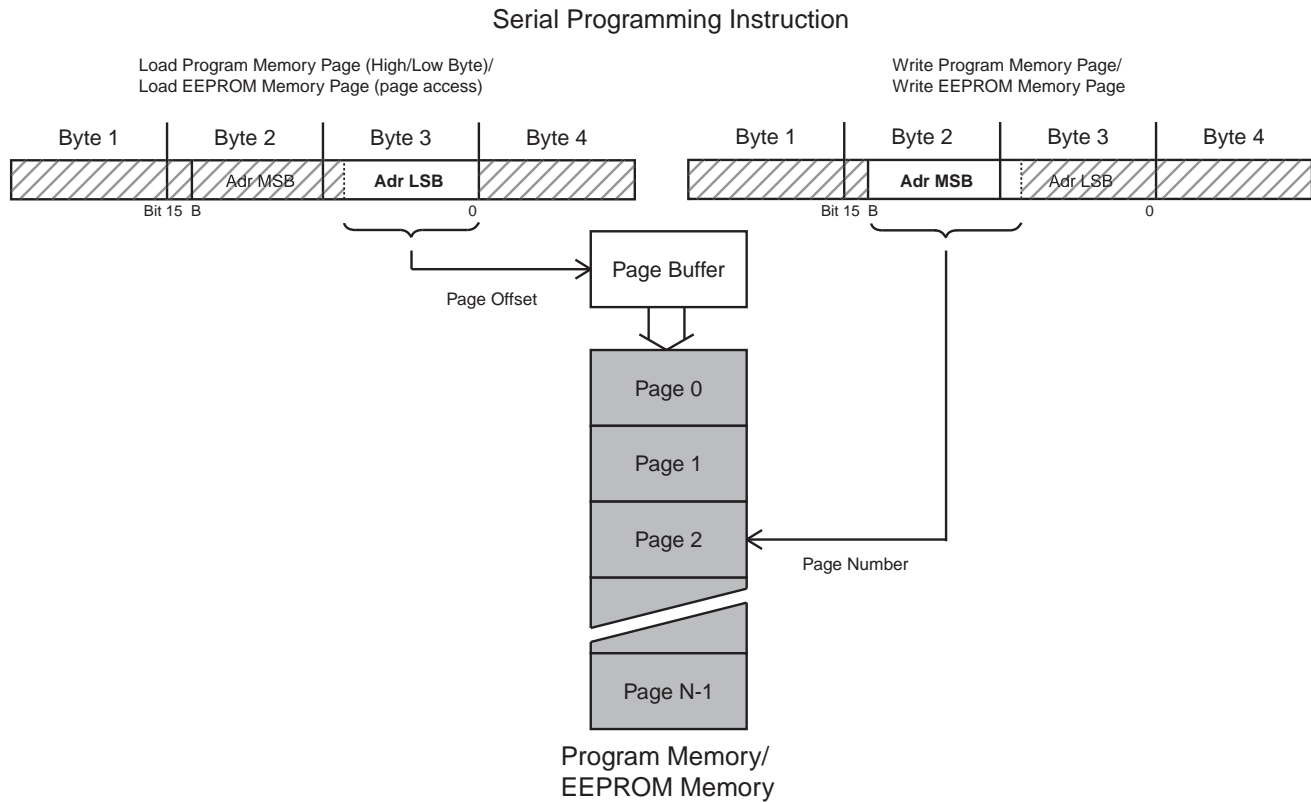 Serial Programming Instruction
Load Program Memory Page (High/Low Byte)/
Load EEPROM Memory Page (page access)
Byte 1 Byte 2 Byte 3 Byte 4
Adr MSB Adr LSB
Bit 15 B 0
Write Program Memory Page/
Write EEPROM Memory Page
Byte 1 Byte 2 Byte 3 Byte 4
Adr MSB Adr LSB
Bit 15 B 0
Page Buffer
Page Offset
Page 0
Page 1
Page 2
Page Number
Page N-1
Program Memory/
EEPROM Memory